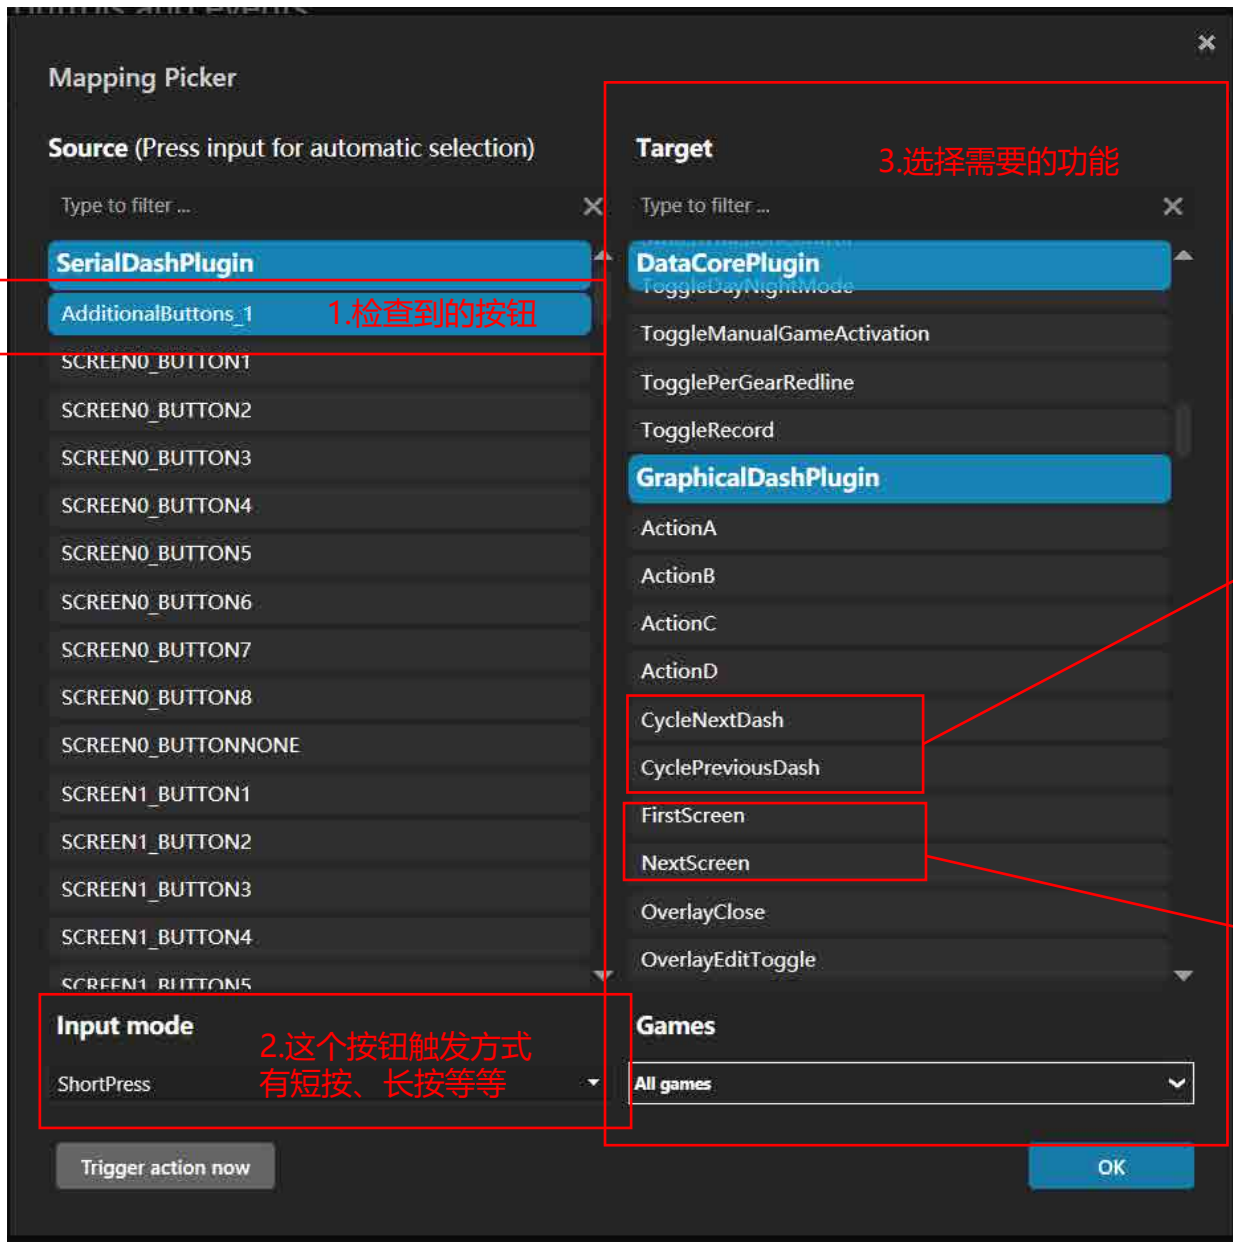 Mapping Picker
Source (Press input for automatic selection)
Type to filter ...
SerialDashPlugin
AdditionalButtons_1
1.检查到的按钮
SCREEN0_BUTTON1
SCREEN0_BUTTON2
SCREEN0_BUTTON3
SCREEN0_BUTTON4
SCREEN0_BUTTON5
SCREEN0_BUTTON6
SCREEN0_BUTTON7
SCREEN0_BUTTON8
SCREEN0_BUTTONNONE
SCREEN1_BUTTON1
SCREEN1_BUTTON2
SCREEN1_BUTTON3
SCREEN1_BUTTON4
SCREEN1_BUTTON5
Input mode
2.这个按钮触发方式
有短按、长按等等
ShortPress
Trigger action now
Target
3.选择需要的功能
Type to filter ...
DataCorePlugin
ToggleDayNightMode
ToggleManualGameActivation
TogglePerGearRedline
ToggleRecord
GraphicalDashPlugin
ActionA
ActionB
ActionC
ActionD
CycleNextDash
CyclePreviousDash
FirstScreen
NextScreen
OverlayClose
OverlayEditToggle
Games
All games
OK